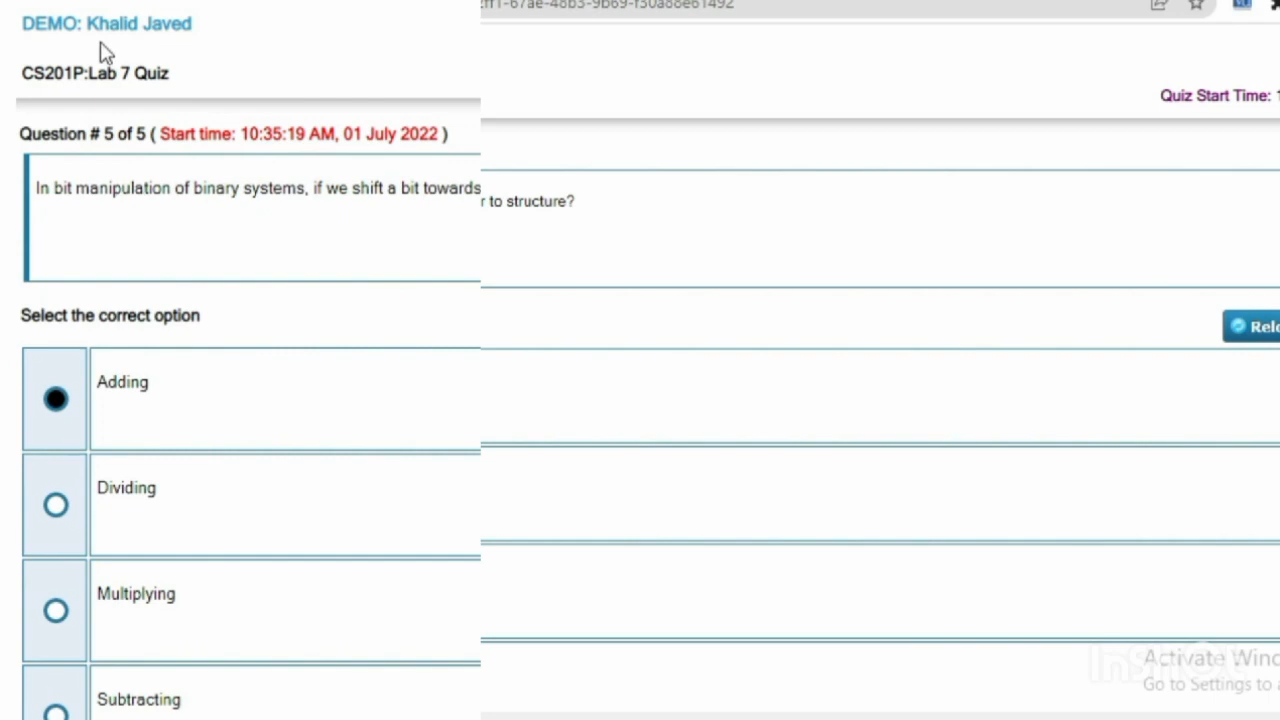 DEMO: Khalid Javed
CS201P:Lab 7 Quiz
Quiz Start Time:
Question # 5 of 5 ( Start time: 10:35:19 AM, 01 July 2022 )
In bit manipulation of binary systems, if we shift a bit towards
r to structure?
Select the correct option
Adding
Dividing
Multiplying
Subtracting
Activate Wind
Go to Settings to a
InShOt